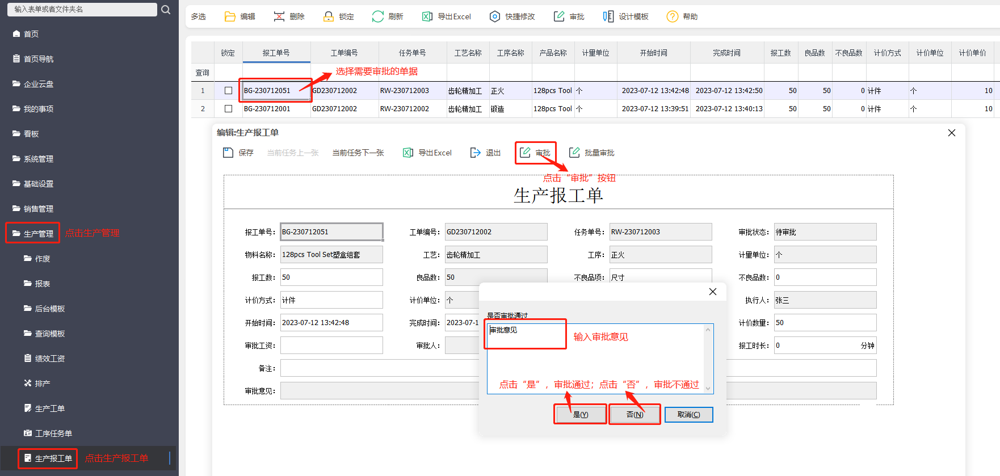 输入表单或者文件夹名
首页
首页导航
企业云盘
我的事项
看板
系统管理
基础设置
销售管理
生产管理 点击生产管理
作废
报表
后台模板
查询模板
绩效工资
排产
生产工单
工序任务单
生产报工单 点击生产报工单
多选 编辑 删除 锁定 刷新 导出Excel 快捷修改 审批 设计模板 帮助
锁定 报工单号 工单编号 任务单号 工艺名称 工序名称 产品名称 计量单位 开始时间 完成时间 报工数 良品数 不良品数 计价方式 计价单位 计价单价
查询
选择需要审批的单据
1 BG-230712051 GD230712002 RW-230712003 齿轮精加工 正火 128pcs Tool 个 2023-07-12 13:42:48 2023-07-12 13:42:50 50 50 0 计件 个 10
2 BG-230712001 GD230712002 RW-230712002 齿轮精加工 锻造 128pcs Tool 个 2023-07-12 13:39:51 2023-07-12 13:40:13 50 50 0 计件 个 10
编辑:生产报工单
保存 当前任务上一张 当前任务下一张 导出Excel 退出 审批 批量审批
点击“审批”按钮
生产报工单
报工单号: BG-230712051 工单编号: GD230712002 任务单号: RW-230712003 审批状态: 待审批
物料名称: 128pcs Tool Set塑盒组套 工艺: 齿轮精加工 工序: 正火 计量单位: 个
报工数: 50 良品数: 50 不良品项: 尺寸 不良品数: 0
计价方式: 计件 计价单位: 个 执行人: 张三
开始时间: 2023-07-12 13:42:48 完成时间: 2023-07-1 计价数量: 50
审批工资: 审批人: 报工时长: 0 分钟
备注:
审批意见:
是否审批通过
审批意见
输入审批意见
点击“是”，审批通过；点击“否”，审批不通过
是(Y) 否(N) 取消(C)